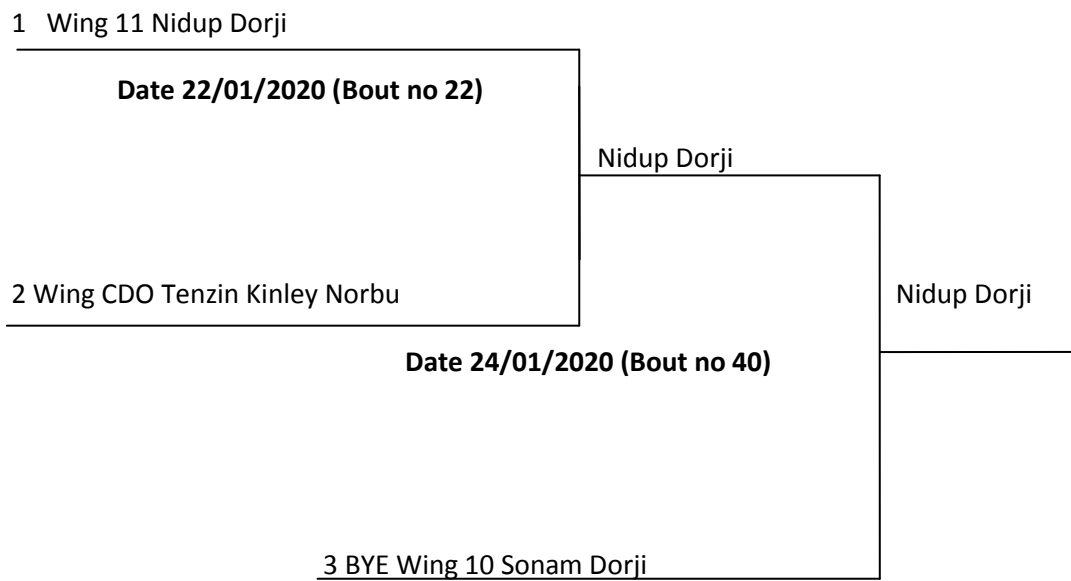 1 Wing 11 Nidup Dorji
Date 22/01/2020 (Bout no 22)
Nidup Dorji
2 Wing CDO Tenzin Kinley Norbu
Nidup Dorji
Date 24/01/2020 (Bout no 40)
3 BYE Wing 10 Sonam Dorji